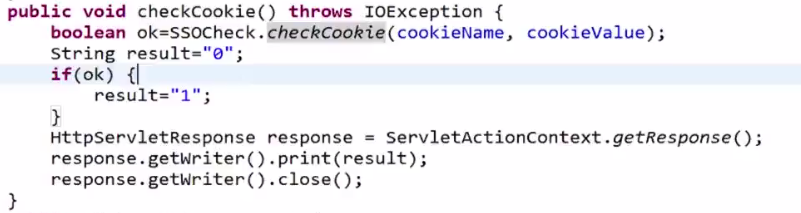 public void checkCookie() throws IOException {
    boolean ok=SSOCheck.checkCookie(cookieName, cookieValue);
    String result="0";
    if(ok) {
        result="1";
    }
    HttpServletResponse response = ServletActionContext.getResponse();
    response.getWriter().print(result);
    response.getWriter().close();
}